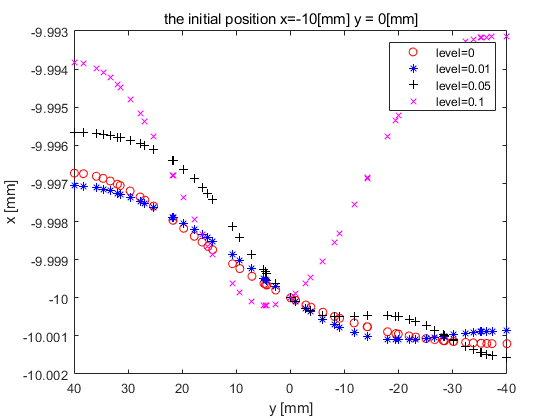 the initial position x=-10[mm] y = 0[mm]
-9.993
-9.994
-9.995
-9.996
-9.997
-9.998
-9.999
-10
-10.001
-10.002
x [mm]
level=0
level=0.01
level=0.05
level=0.1
40 30 20 10 0 -10 -20 -30 -40
y [mm]